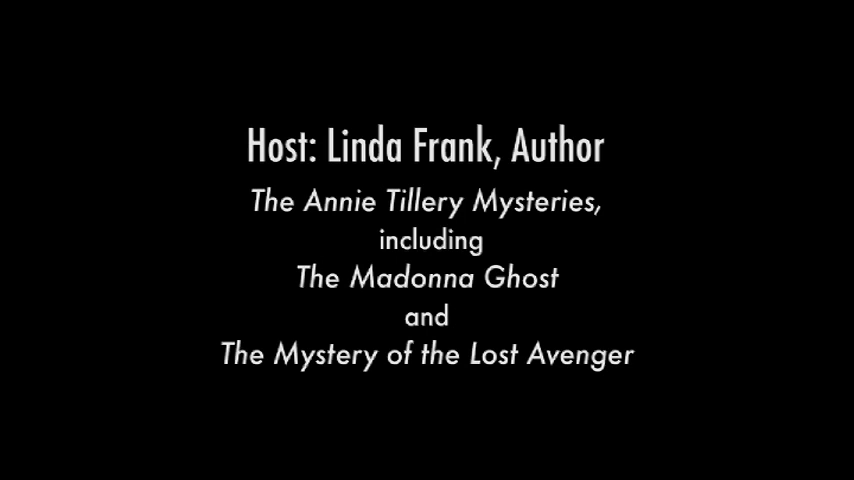 Host: Linda Frank, Author
The Annie Tillery Mysteries,
including
The Madonna Ghost
and
The Mystery of the Lost Avenger